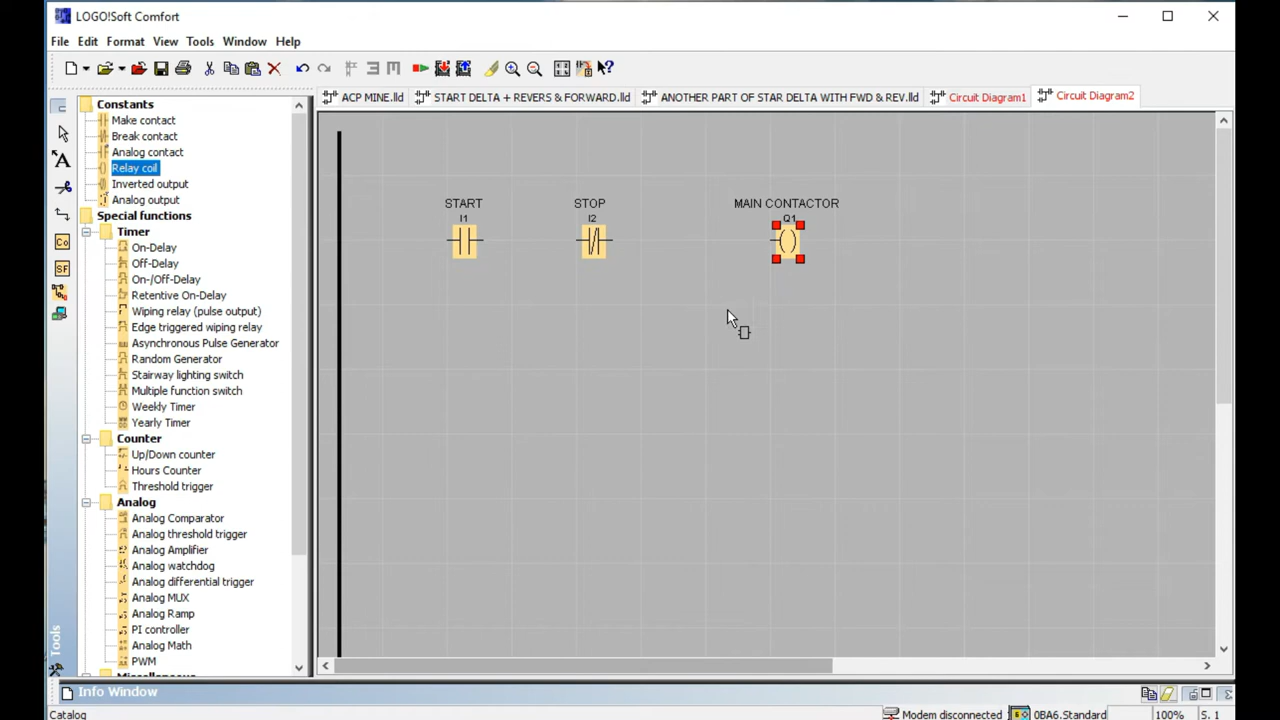 LOGO!Soft Comfort
File Edit Format View Tools Window Help
ACP MINE.lld START DELTA + REVERS & FORWARD.lld ANOTHER PART OF STAR DELTA WITH FWD & REV.lld Circuit Diagram1 Circuit Diagram2
Constants
Make contact
Break contact
Analog contact
Relay coil
Inverted output
Analog output
Special functions
Timer
On-Delay
Off-Delay
On-/Off-Delay
Retentive On-Delay
Wiping relay (pulse output)
Edge triggered wiping relay
Asynchronous Pulse Generator
Random Generator
Stairway lighting switch
Multiple function switch
Weekly Timer
Yearly Timer
Counter
Up/Down counter
Hours Counter
Threshold trigger
Analog
Analog Comparator
Analog threshold trigger
Analog Amplifier
Analog watchdog
Analog differential trigger
Analog MUX
Analog Ramp
PI controller
Analog Math
PWM
Miscellaneous
Co
SF
Tools
START STOP MAIN CONTACTOR
I1 I2 Q1
Info Window
Catalog Modem disconnected 0BA6.Standard 100% S. 1